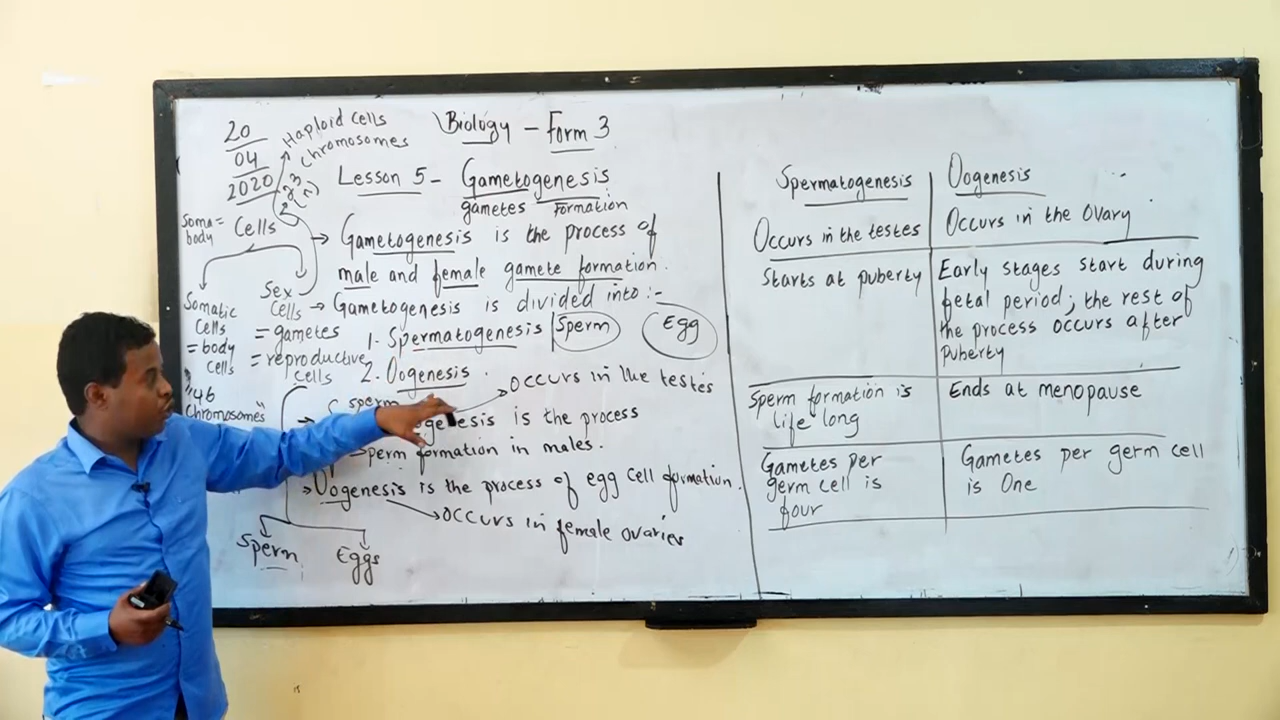 20
04
2020
Haploid Cells
Chromosomes
23
(n)
Biology - Form 3
Lesson 5 - Gametogenesis
gametes formation
Soma =
body
Cells
→ Gametogenesis is the process of
male and female gamete formation.
Sex
Cells
= gametes
= reproductive
cells
Somatic
Cells
= body
cells
46
Chromosomes
→ Gametogenesis is divided into:-
1. Spermatogenesis | Sperm Egg
2. Oogenesis.
→ Occurs in the testes
sperm
genesis is the process
sperm formation in males.
→ Oogenesis is the process of egg cell formation.
→ Occurs in female ovaries
Sperm Eggs
Spermatogenesis
Occurs in the testes
Starts at puberty
Sperm formation is
life long
Gametes per
germ cell is
four
Oogenesis
Occurs in the Ovary
Early stages start during
fetal period; the rest of
the process occurs after
puberty
Ends at menopause
Gametes per germ cell
is One